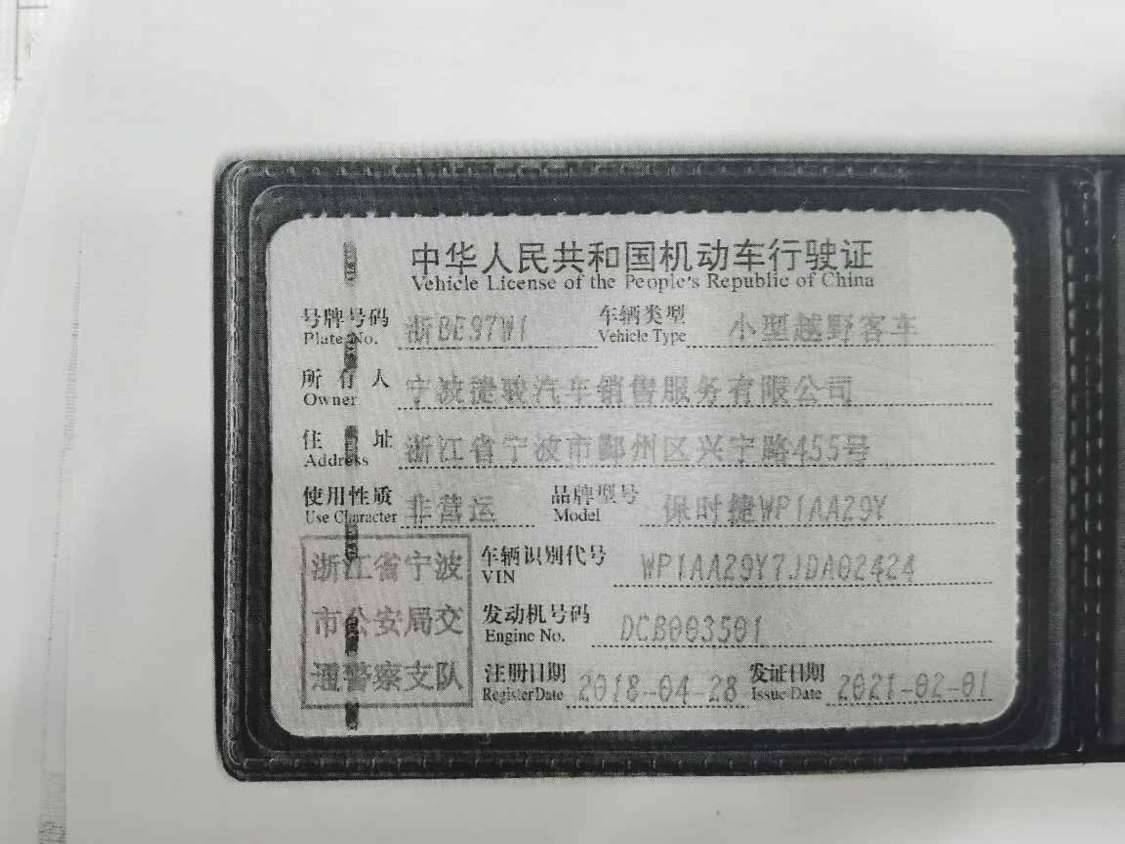 中华人民共和国机动车行驶证
Vehicle License of the People's Republic of China
号牌号码 浙BE97W1 车辆类型 小型越野客车
Plate No. Vehicle Type
所有人 宁波捷骏汽车销售服务有限公司
Owner
住址 浙江省宁波市鄞州区兴宁路455号
Address
使用性质 非营运 品牌型号 保时捷WP1AA29Y
Use Character Model
浙江省宁波 车辆识别代号 WP1AA29Y7JDA02424
VIN
市公安局交 发动机号码 DCB003501
Engine No.
通警察支队 注册日期 2018-04-28 发证日期 2021-02-01
Register Date Issue Date